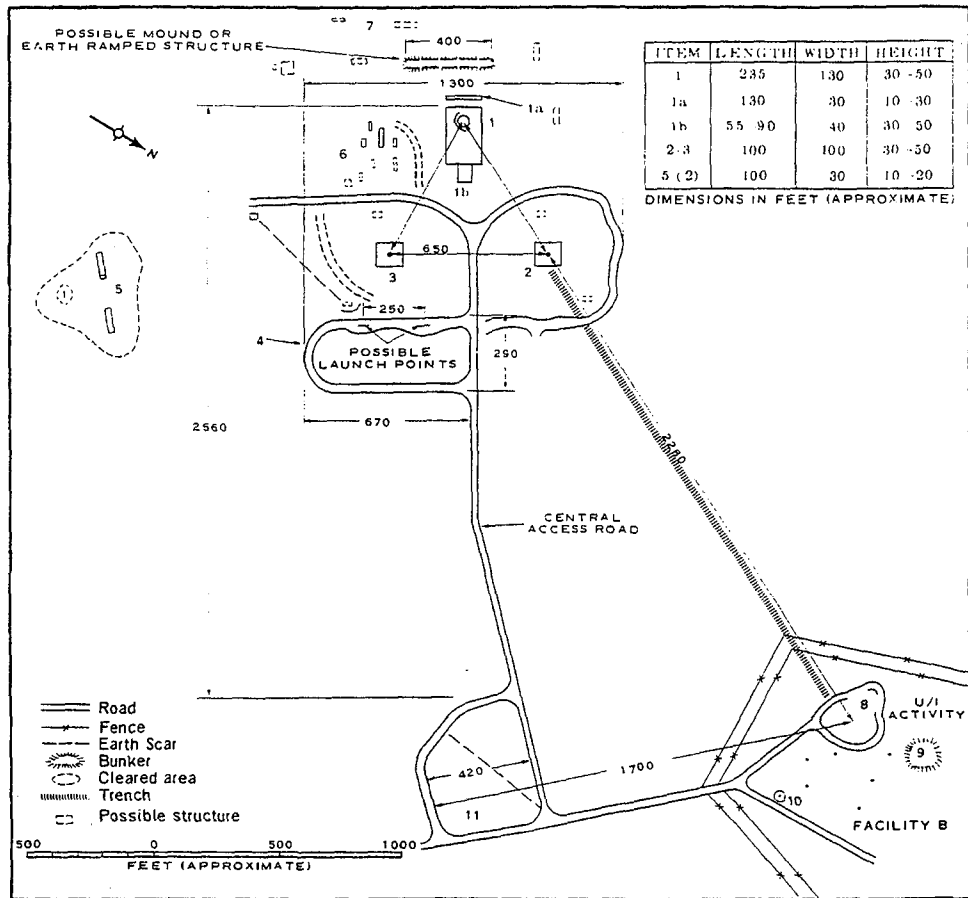 7
POSSIBLE MOUND OR
EARTH RAMPED STRUCTURE
400
1300
1a
1
6
1b
ITEM LENGTH WIDTH HEIGHT
1 235 130 30 -50
1a 130 30 10 -30
1b 55 -90 40 30 -50
2-3 100 100 30 -50
5 (2) 100 30 10 -20
DIMENSIONS IN FEET (APPROXIMATE)
N
650
3
2
5
250
4
POSSIBLE
LAUNCH POINTS
290
670
2560
2280
CENTRAL
ACCESS ROAD
Road
Fence
Earth Scar
Bunker
Cleared area
Trench
Possible structure
8
U/I
ACTIVITY
9
420
1700
11
10
FACILITY B
500 0 500 1000
FEET (APPROXIMATE)